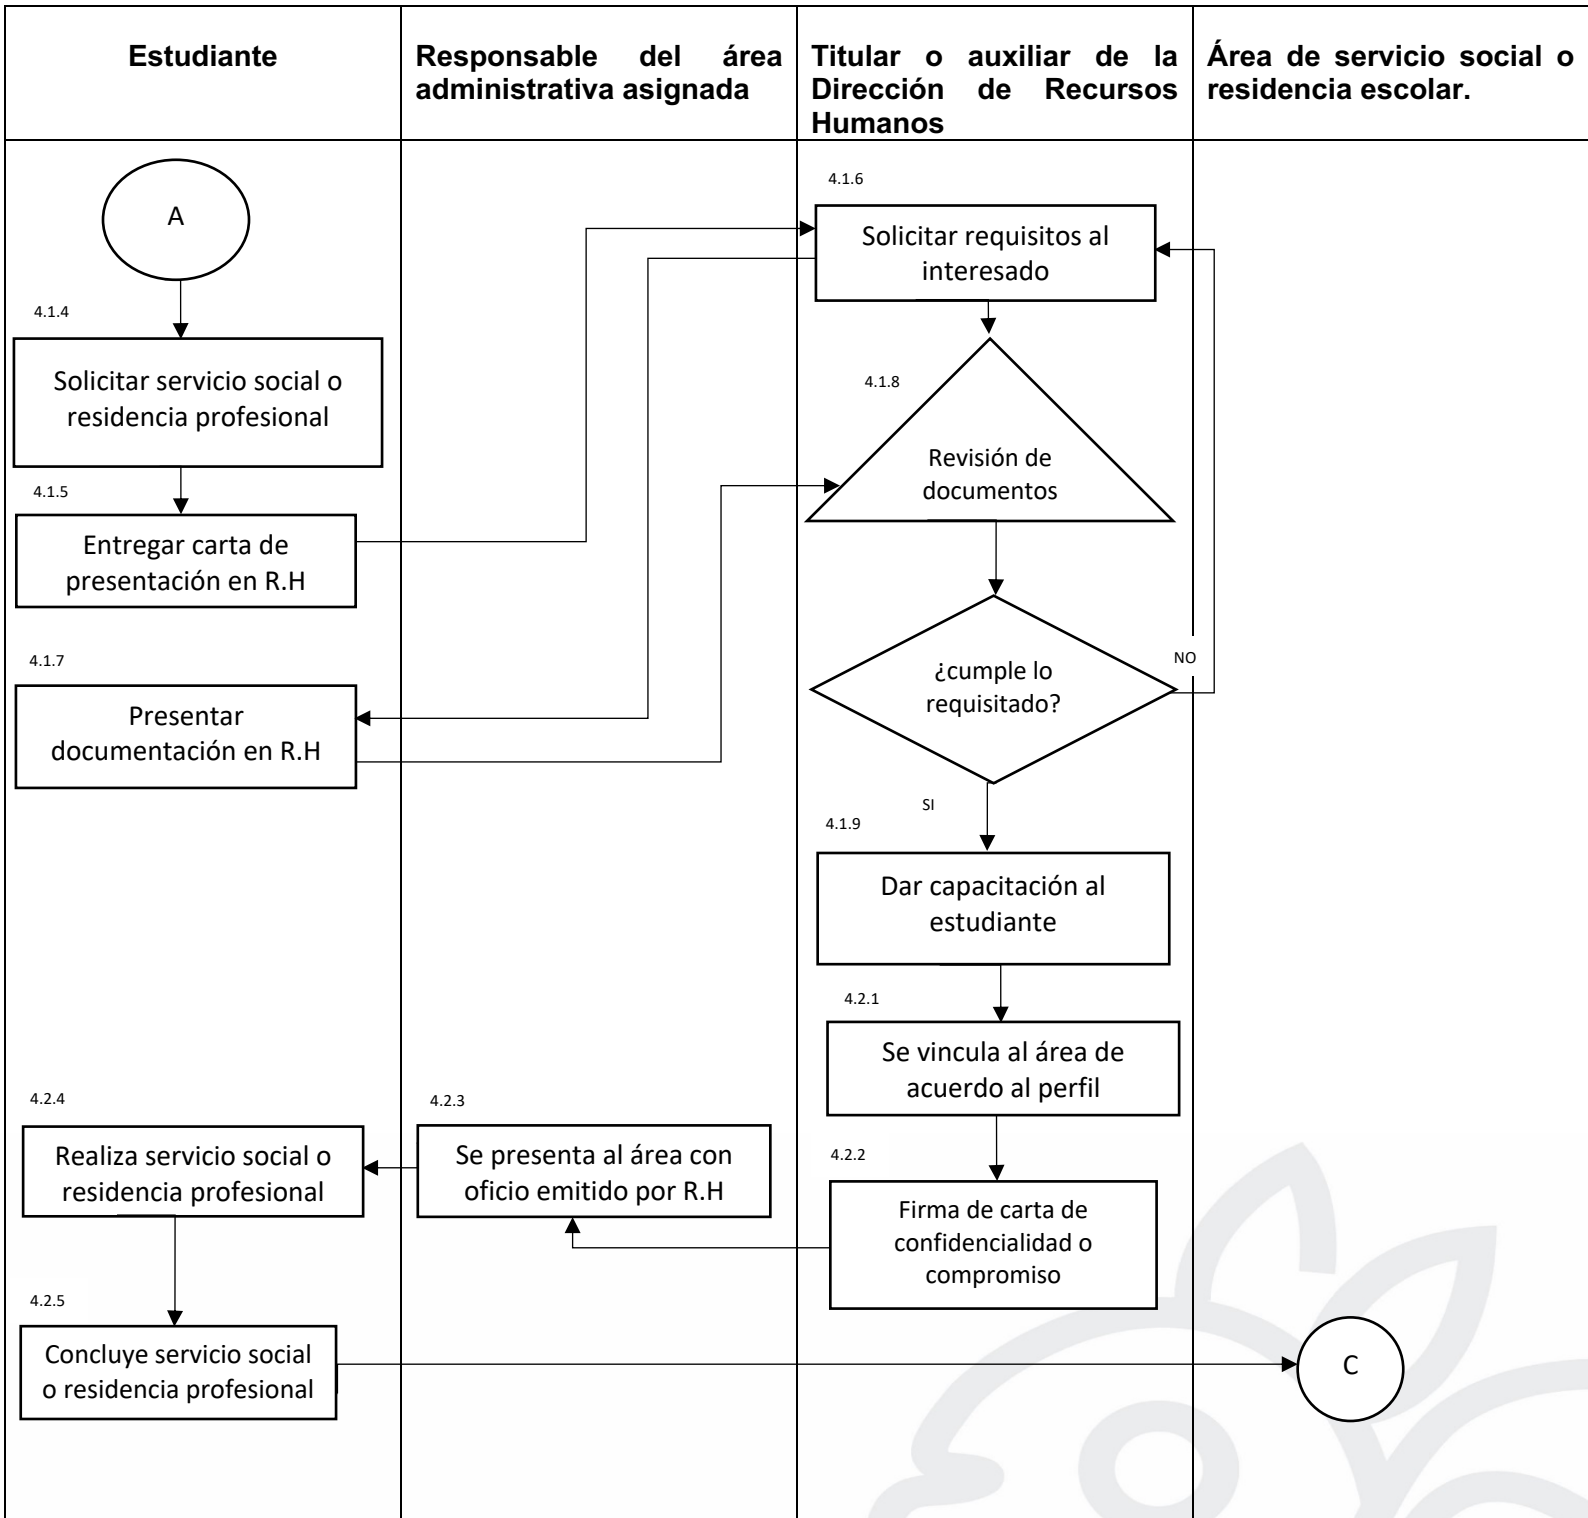 Estudiante
Responsable del área
administrativa asignada
Titular o auxiliar de la
Dirección de Recursos
Humanos
Área de servicio social o
residencia escolar.
A
4.1.4
Solicitar servicio social o
residencia profesional
4.1.5
Entregar carta de
presentación en R.H
4.1.6
Solicitar requisitos al
interesado
4.1.7
Presentar
documentación en R.H
4.1.8
Revisión de
documentos
¿cumple lo
requisitado?
NO
SI
4.1.9
Dar capacitación al
estudiante
4.2.1
Se vincula al área de
acuerdo al perfil
4.2.2
Firma de carta de
confidencialidad o
compromiso
4.2.3
Se presenta al área con
oficio emitido por R.H
4.2.4
Realiza servicio social o
residencia profesional
4.2.5
Concluye servicio social
o residencia profesional
C